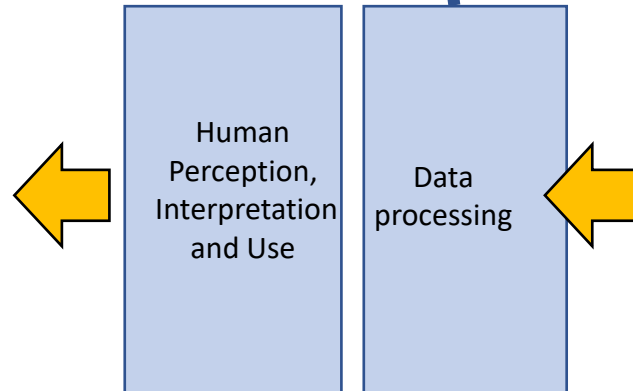 Human
Perception,
Interpretation
and Use
Data
processing